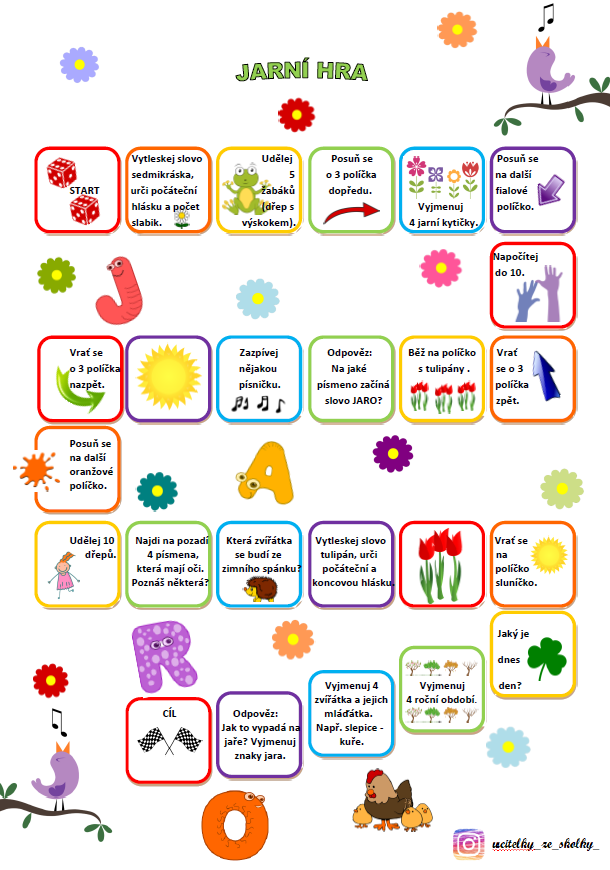 JARNÍ HRA
START
Vytleskej slovo
sedmikráska,
urči počáteční
hlásku a počet
slabik.
Udělej
5
žabáků
(dřep s
výskokem).
Posuň se
o 3 políčka
dopředu.
Vyjmenuj
4 jarní kytičky.
Posuň se
na další
fialové
políčko.
Napočítej
do 10.
Vrať se
o 3 políčka
nazpět.
Zazpívej
nějakou
písničku.
Odpověz:
Na jaké
písmeno začíná
slovo JARO?
Běž na políčko
s tulipány .
Vrať
se o 3
políčka
zpět.
Posuň se
na další
oranžové
políčko.
Udělej 10
dřepů.
Najdi na pozadí
4 písmena,
která mají oči.
Poznáš některá?
Která zvířátka
se budí ze
zimního spánku?
Vytleskej slovo
tulipán, urči
počáteční a
koncovou hlásku.
Vrať se
na
políčko
sluníčko.
Jaký je
dnes
den?
Vyjmenuj
4 roční období.
Vyjmenuj 4
zvířátka a jejich
mláďátka.
Např. slepice -
kuře.
Odpověz:
Jak to vypadá na
jaře? Vyjmenuj
znaky jara.
CÍL
J
A
R
O
ucitelky_ze_skolky_